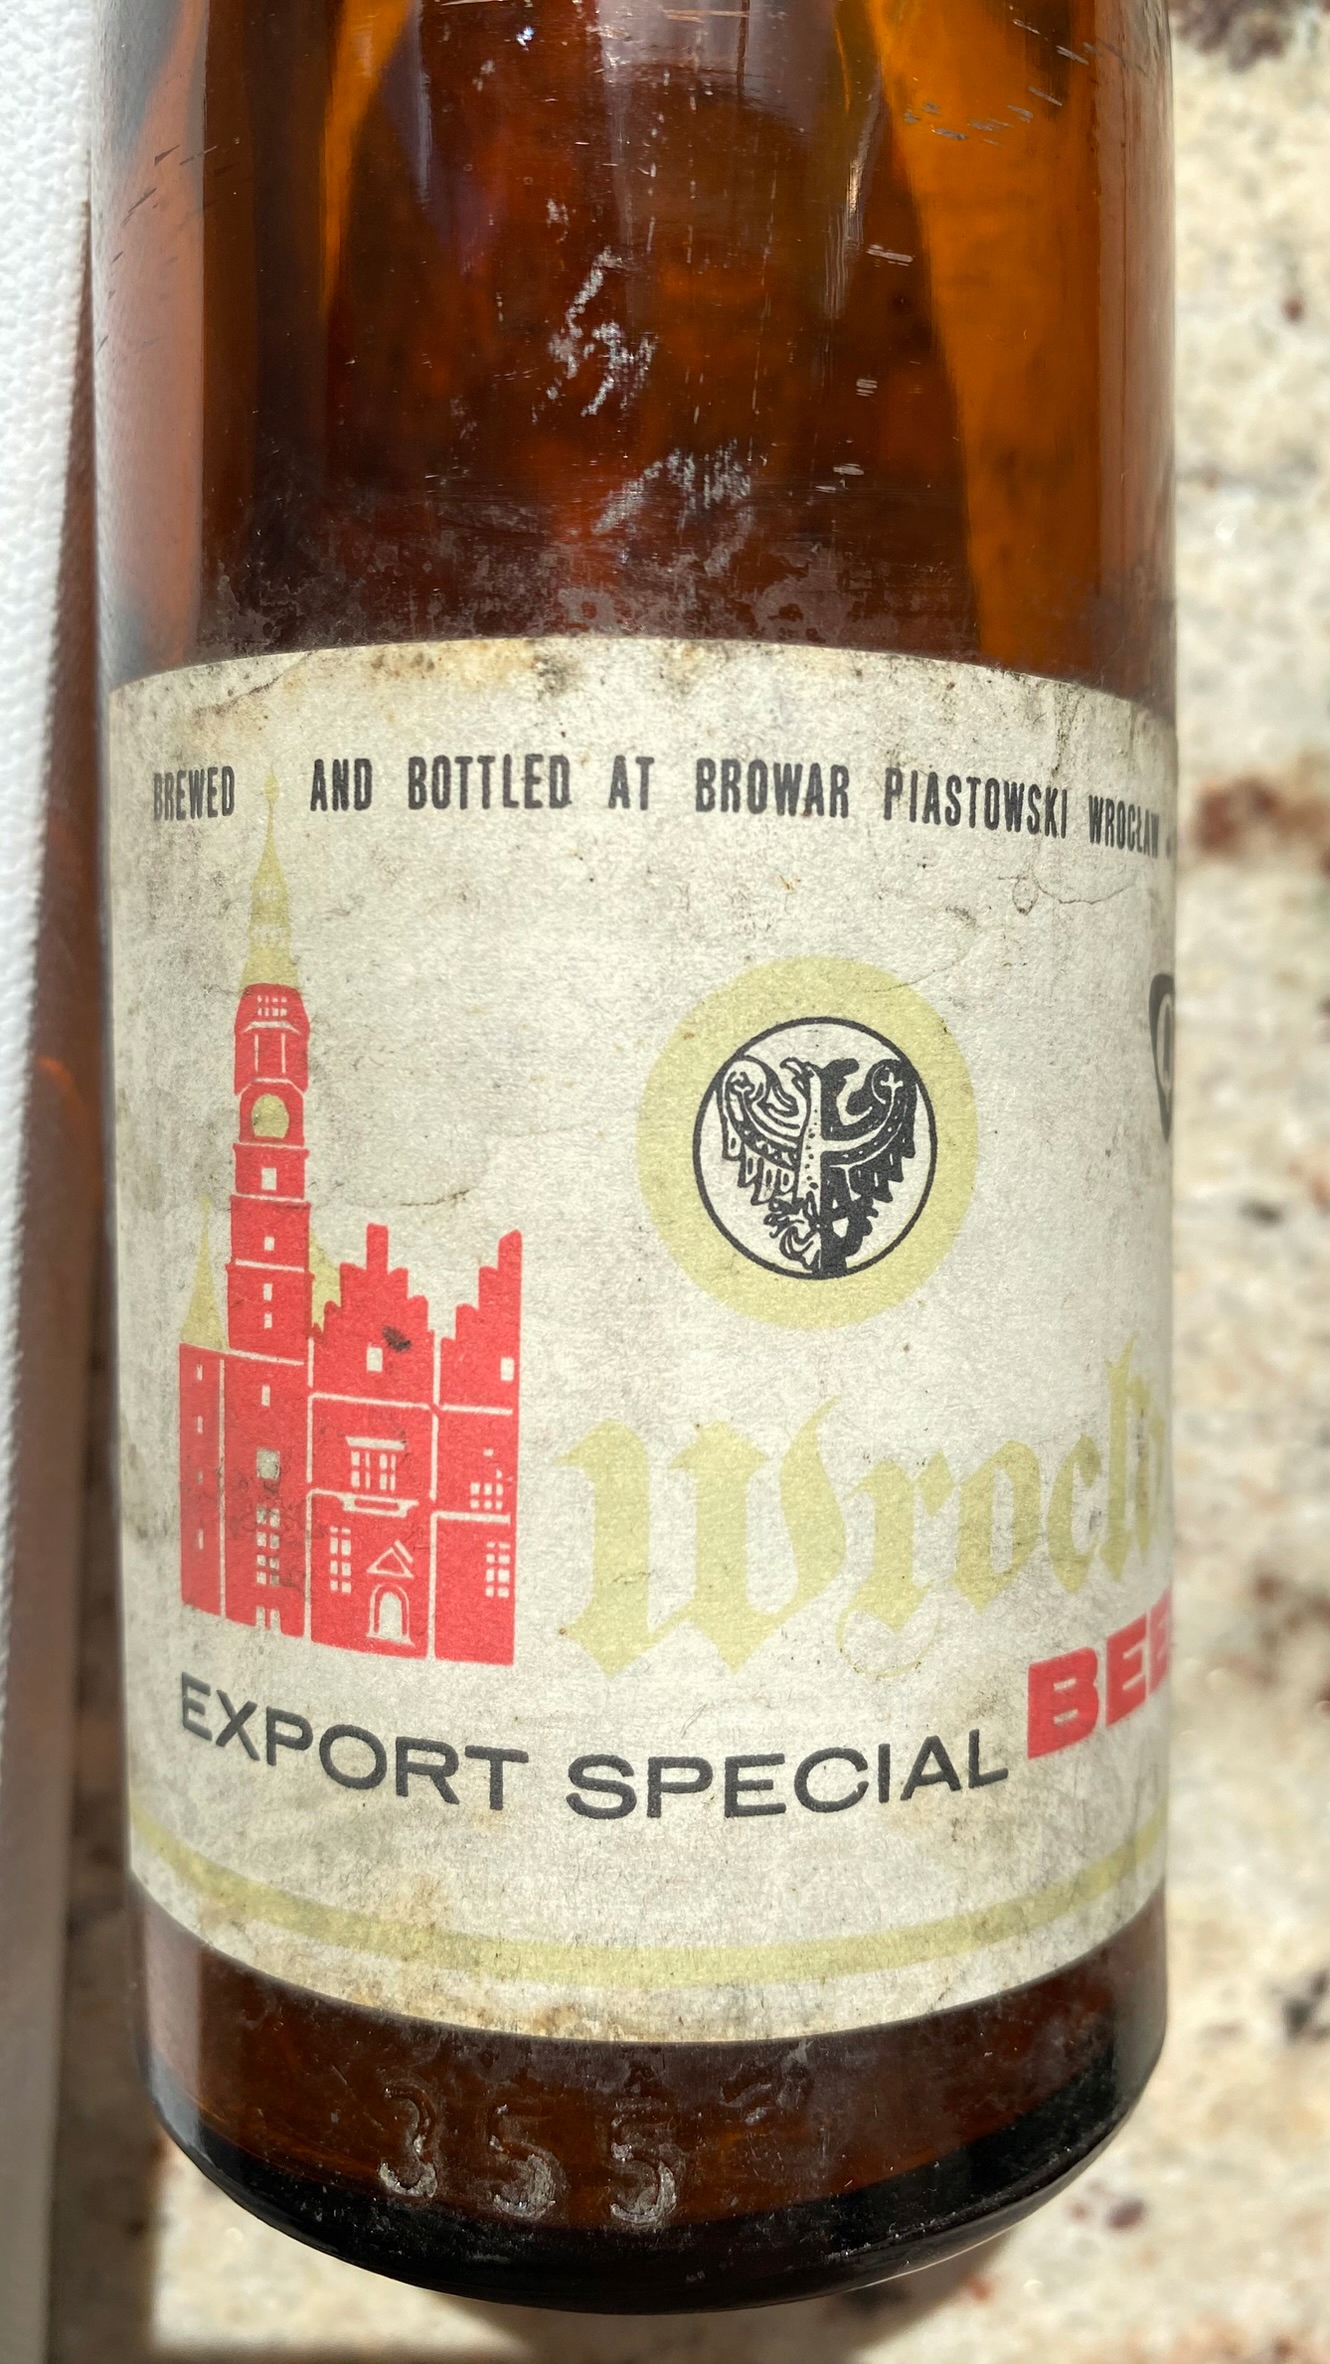 BREWED AND BOTTLED AT BROWAR PIASTOWSKI WROCŁAW
EXPORT SPECIAL
355